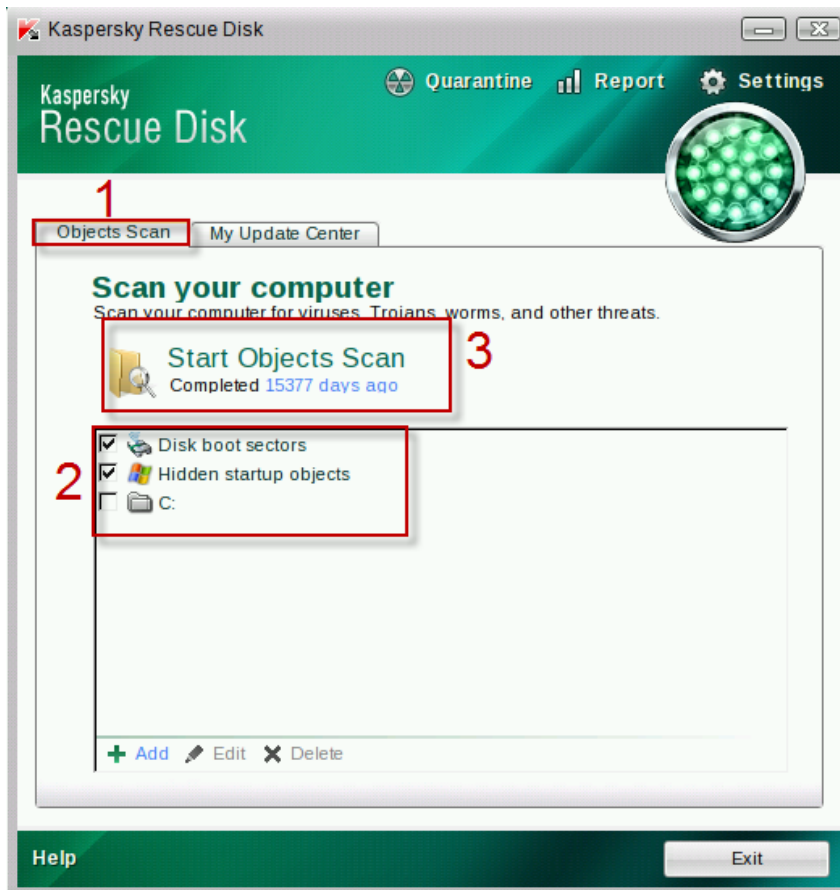 Kaspersky Rescue Disk
Quarantine Report Settings
Kaspersky
Rescue Disk
1
Objects Scan My Update Center
Scan your computer
Scan your computer for viruses, Trojans, worms, and other threats.
Start Objects Scan
3
Completed 15377 days ago
Disk boot sectors
2
Hidden startup objects
C:
Add Edit Delete
Help Exit